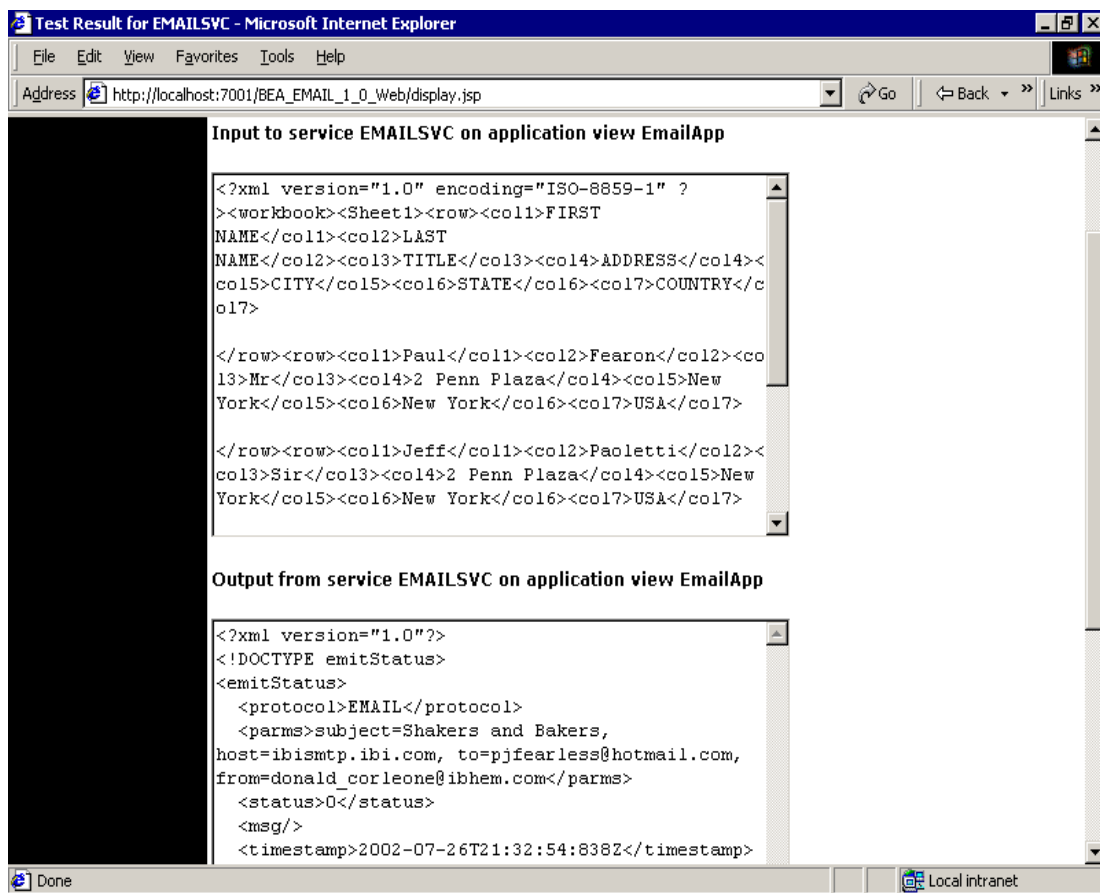 Test Result for EMAILSVC - Microsoft Internet Explorer
File Edit View Favorites Tools Help
Address http://localhost:7001/BEA_EMAIL_1_0_Web/display.jsp Go Back Links
Input to service EMAILSVC on application view EmailApp
<?xml version="1.0" encoding="ISO-8859-1" ?
><workbook><Sheet1><row><col1>FIRST
NAME</col1><col2>LAST
NAME</col2><col3>TITLE</col3><col4>ADDRESS</col4><
col5>CITY</col5><col6>STATE</col6><col7>COUNTRY</c
ol7>
</row><row><col1>Paul</col1><col2>Fearon</col2><co
l3>Mr</col3><col4>2 Penn Plaza</col4><col5>New
York</col5><col6>New York</col6><col7>USA</col7>
</row><row><col1>Jeff</col1><col2>Paoletti</col2><
col3>Sir</col3><col4>2 Penn Plaza</col4><col5>New
York</col5><col6>New York</col6><col7>USA</col7>
Output from service EMAILSVC on application view EmailApp
<?xml version="1.0"?>
<!DOCTYPE emitStatus>
<emitStatus>
<protocol>EMAIL</protocol>
<parms>subject=Shakers and Bakers,
host=ibismtp.ibi.com, to=pjfearless@hotmail.com,
from=donald_corleone@ibhem.com</parms>
<status>0</status>
<msg/>
<timestamp>2002-07-26T21:32:54:838Z</timestamp>
Done Local intranet